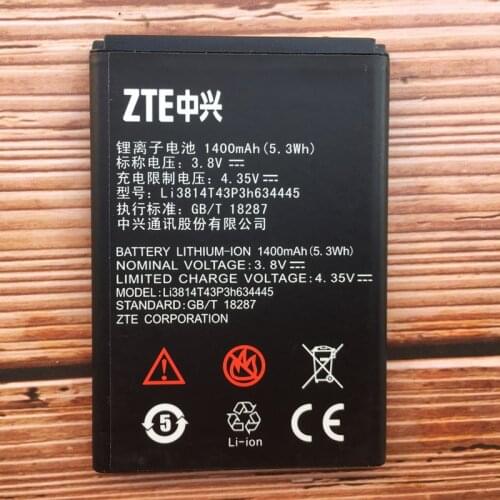 ZTE中兴
锂离子电池 1400mAh(5.3Wh)
标称电压: 3.8V
充电限制电压: 4.35V
型号: Li3814T43P3h634445
执行标准: GB/T 18287
中兴通讯股份有限公司
BATTERY LITHIUM-ION 1400mAh(5.3Wh)
NOMINAL VOLTAGE: 3.8V
LIMITED CHARGE VOLTAGE: 4.35V
MODEL: Li3814T43P3h634445
STANDARD: GB/T 18287
ZTE CORPORATION
5
Li-ion